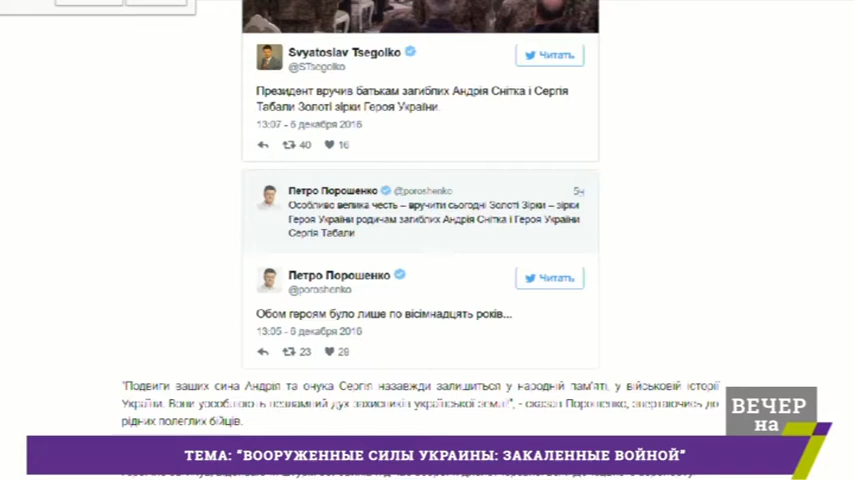 Svyatoslav Tsegolko
@STsegolko
Читать
Президент вручив батькам загиблих Андрія Снітка і Сергія
Табали Золоті зірки Героя України.
13:07 - 6 декабря 2016
40 16
Петро Порошенко @poroshenko 5ч
Особливо велика честь – вручити сьогодні Золоті Зірки – зірки
Героя України родичам загиблих Андрія Снітка і Героя України
Сергія Табали
Петро Порошенко
@poroshenko
Читать
Обом героям було лише по вісімнадцять років...
13:05 - 6 декабря 2016
23 29
"Подвиги ваших сина Андрія та онука Сергія назавжди залишиться у народній пам'яті, у військовій історії
України. Вони уособлюють незламний дух захисників української землі", - сказав Порошенко, звертаючись до
рідних полеглих бійців.
ВЕЧЕР
на 7
ТЕМА: "ВООРУЖЕННЫЕ СИЛЫ УКРАИНЫ: ЗАКАЛЕННЫЕ ВОЙНОЙ"